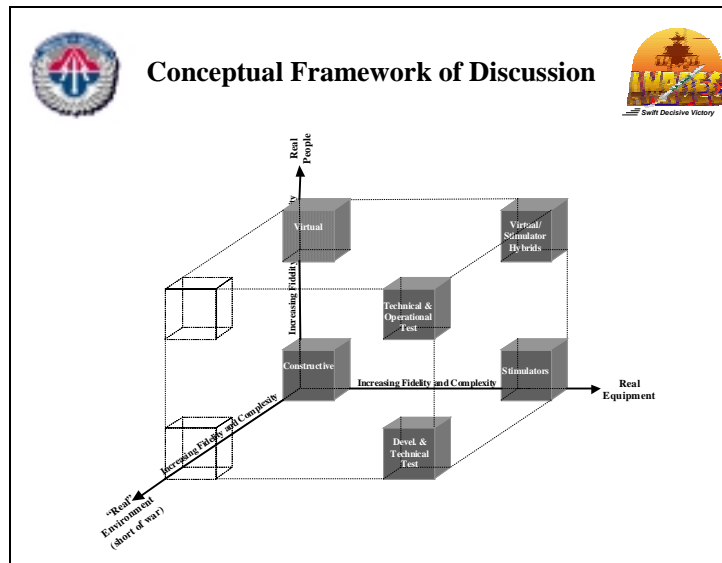 Conceptual Framework of Discussion
Swift Decisive Victory
Real
People
Virtual
Virtual/
Stimulator
Hybrids
Increasing Fidelity
Technical &
Operational
Test
Constructive
Increasing Fidelity and Complexity
Stimulators
Real
Equipment
Increasing Fidelity and Complexity
Devel. &
Technical
Test
“Real”
Environment
(short of war)